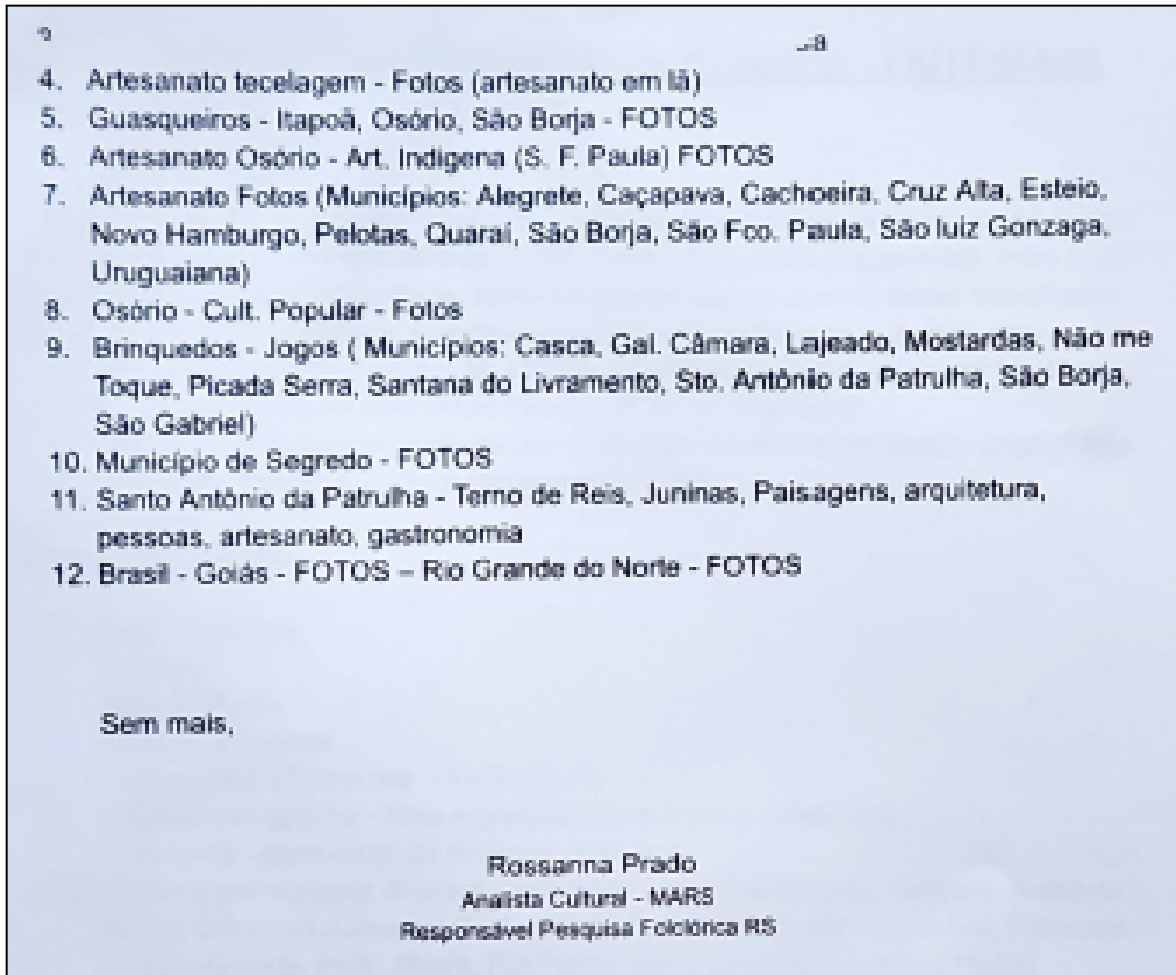 4. Artesanato tecelagem - Fotos (artesanato em lã)
5. Guasqueiros - Itapoã, Osório, São Borja - FOTOS
6. Artesanato Osório - Art. Indigena (S. F. Paula) FOTOS
7. Artesanato Fotos (Municípios: Alegrete, Caçapava, Cachoeira, Cruz Alta, Esteio,
Novo Hamburgo, Pelotas, Quarai, São Borja, São Fco. Paula, São luiz Gonzaga,
Uruguaiana)
8. Osório - Cult. Popular - Fotos
9. Brinquedos - Jogos ( Municípios: Casca, Gal. Câmara, Lajeado, Mostardas, Não me
Toque, Picada Serra, Santana do Livramento, Sto. Antônio da Patrulha, São Borja,
São Gabriel)
10. Município de Segredo - FOTOS
11. Santo Antônio da Patrulha - Terno de Reis, Juninas, Paisagens, arquitetura,
pessoas, artesanato, gastronomia
12. Brasil - Goiás - FOTOS – Rio Grande do Norte - FOTOS
Sem mais,
Rossanna Prado
Analista Cultural - MARS
Responsável Pesquisa Folclórica RS